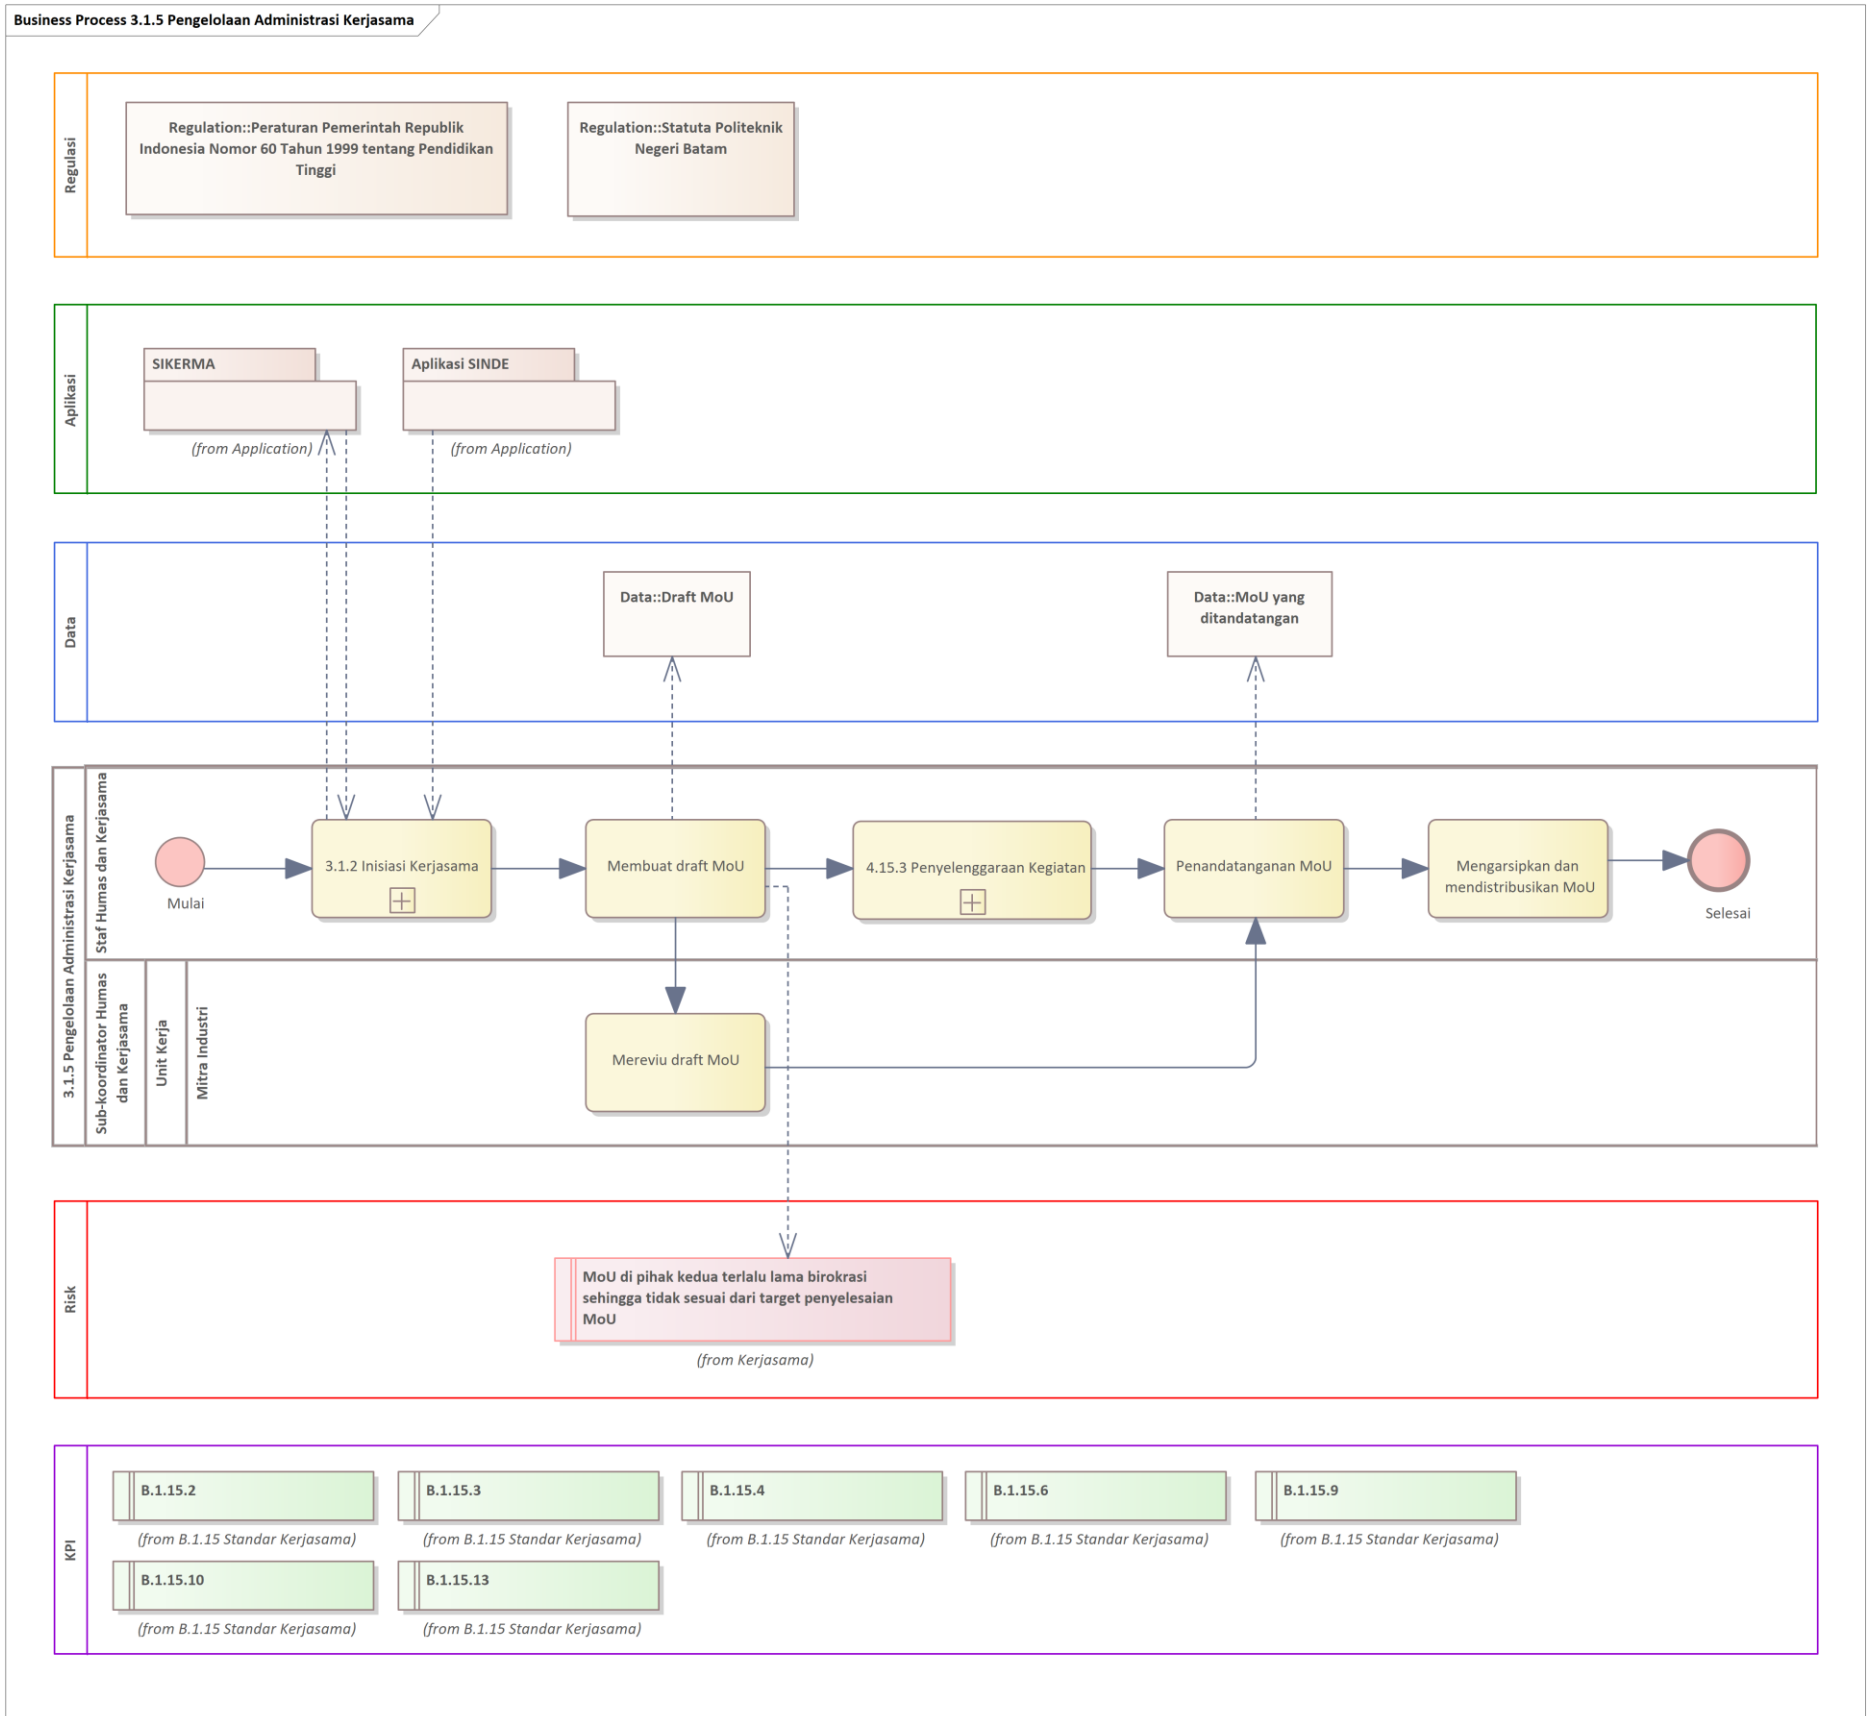 Business Process 3.1.5 Pengelolaan Administrasi Kerjasama
Regulasi
Regulation::Peraturan Pemerintah Republik
Indonesia Nomor 60 Tahun 1999 tentang Pendidikan
Tinggi
Regulation::Statuta Politeknik
Negeri Batam
Aplikasi
SIKERMA
(from Application)
Aplikasi SINDE
(from Application)
Data
Data::Draft MoU
Data::MoU yang
ditandatangan
3.1.5 Pengelolaan Administrasi Kerjasama
Staf Humas dan Kerjasama
Mulai
3.1.2 Inisiasi Kerjasama
Membuat draft MoU
4.15.3 Penyelenggaraan Kegiatan
Penandatanganan MoU
Mengarsipkan dan
mendistribusikan MoU
Selesai
Sub-koordinator Humas
dan Kerjasama
Unit Kerja
Mitra Industri
Mereviu draft MoU
Risk
MoU di pihak kedua terlalu lama birokrasi
sehingga tidak sesuai dari target penyelesaian
MoU
(from Kerjasama)
KPI
B.1.15.2
(from B.1.15 Standar Kerjasama)
B.1.15.3
(from B.1.15 Standar Kerjasama)
B.1.15.4
(from B.1.15 Standar Kerjasama)
B.1.15.6
(from B.1.15 Standar Kerjasama)
B.1.15.9
(from B.1.15 Standar Kerjasama)
B.1.15.10
(from B.1.15 Standar Kerjasama)
B.1.15.13
(from B.1.15 Standar Kerjasama)